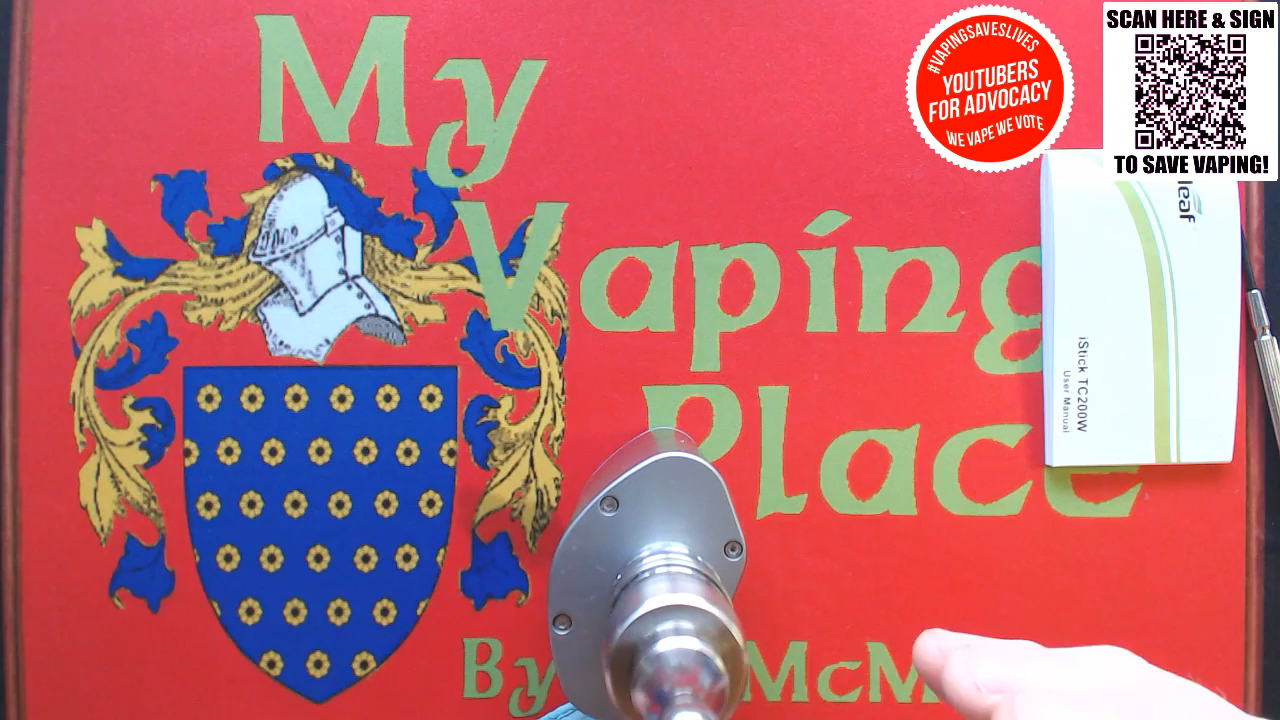 My
Vaping
Place
By
McM
#VAPINGSAVESLIVES
YOUTUBERS
FOR ADVOCACY
WE VAPE WE VOTE
SCAN HERE & SIGN
TO SAVE VAPING!
leaf
iStick TC200W
User Manual